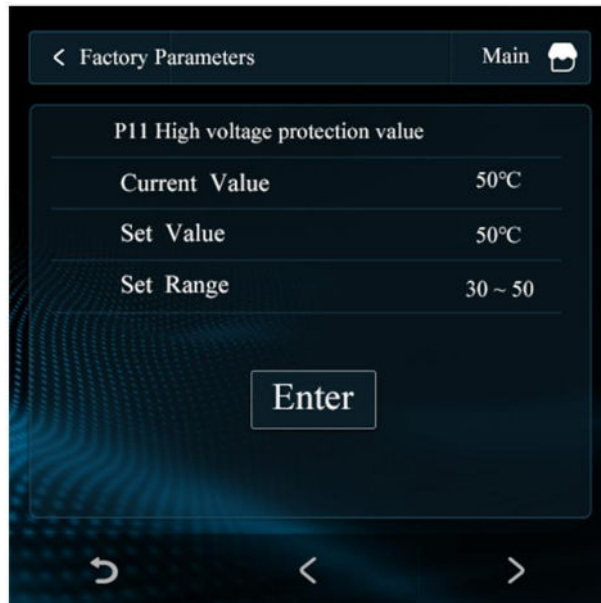 < Factory Parameters Main
P11 High voltage protection value
Current Value 50℃
Set Value 50℃
Set Range 30 ~ 50
Enter